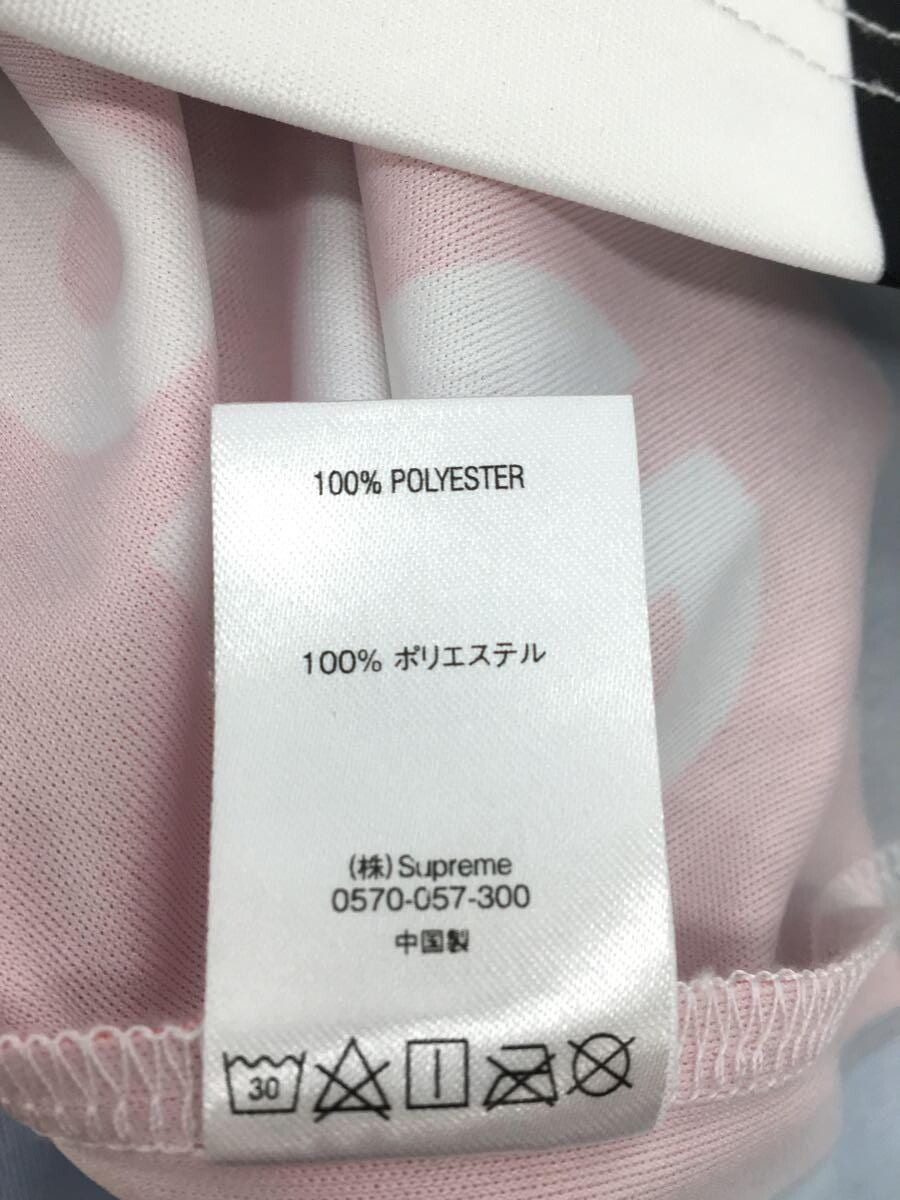 100% POLYESTER
100% ポリエステル
(株)Supreme
0570-057-300
中国製
30